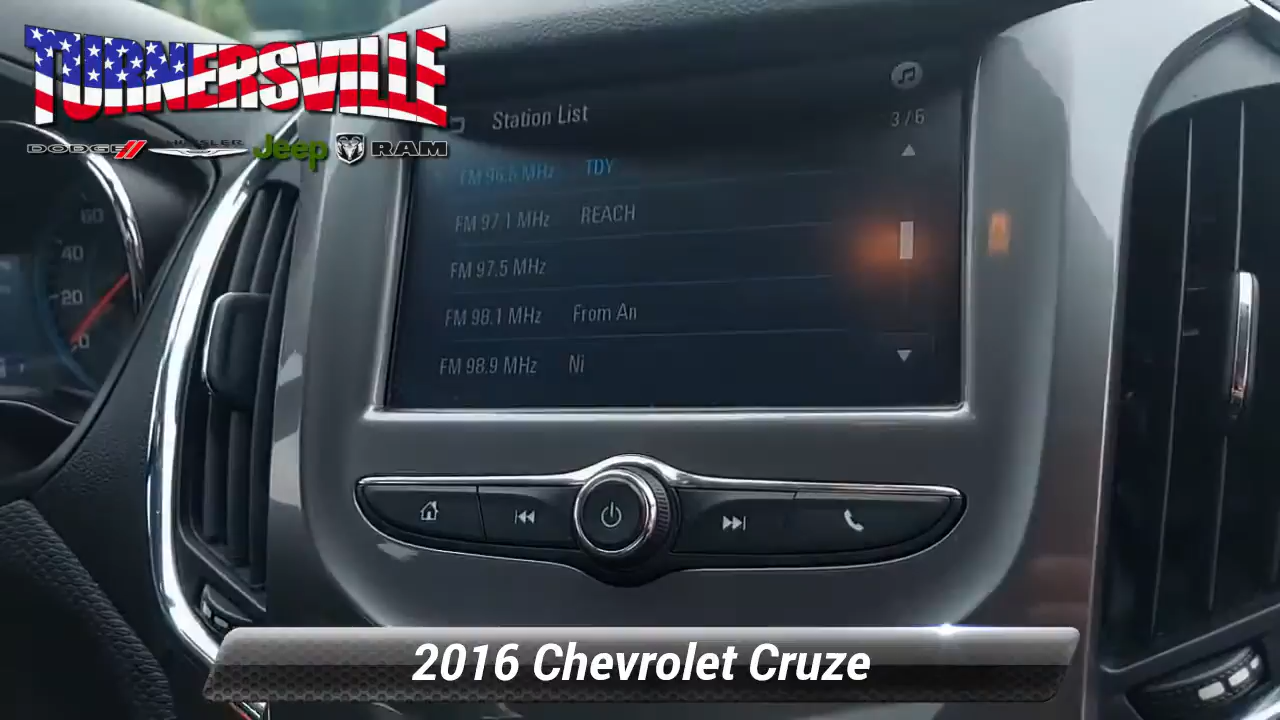 TURNERSVILLE
DODGE CHRYSLER Jeep RAM
Station List
3 / 6
FM 96.5 MHz TDY
FM 97.1 MHz REACH
FM 97.5 MHz
FM 98.1 MHz From An
FM 98.9 MHz Ni
60
40
20
2016 Chevrolet Cruze